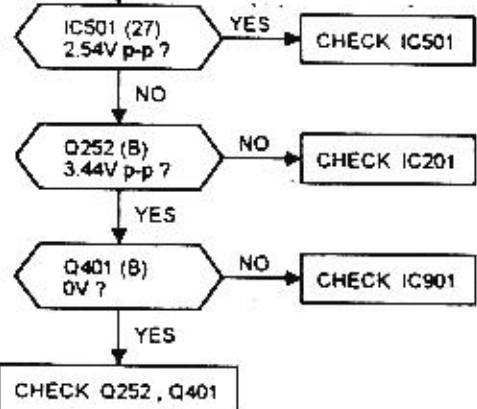 IC501 (27)
2.54V p-p ?
YES
CHECK IC501
NO
Q252 (B)
3.44V p-p ?
NO
CHECK IC201
YES
Q401 (B)
0V ?
NO
CHECK IC901
YES
CHECK Q252, Q401